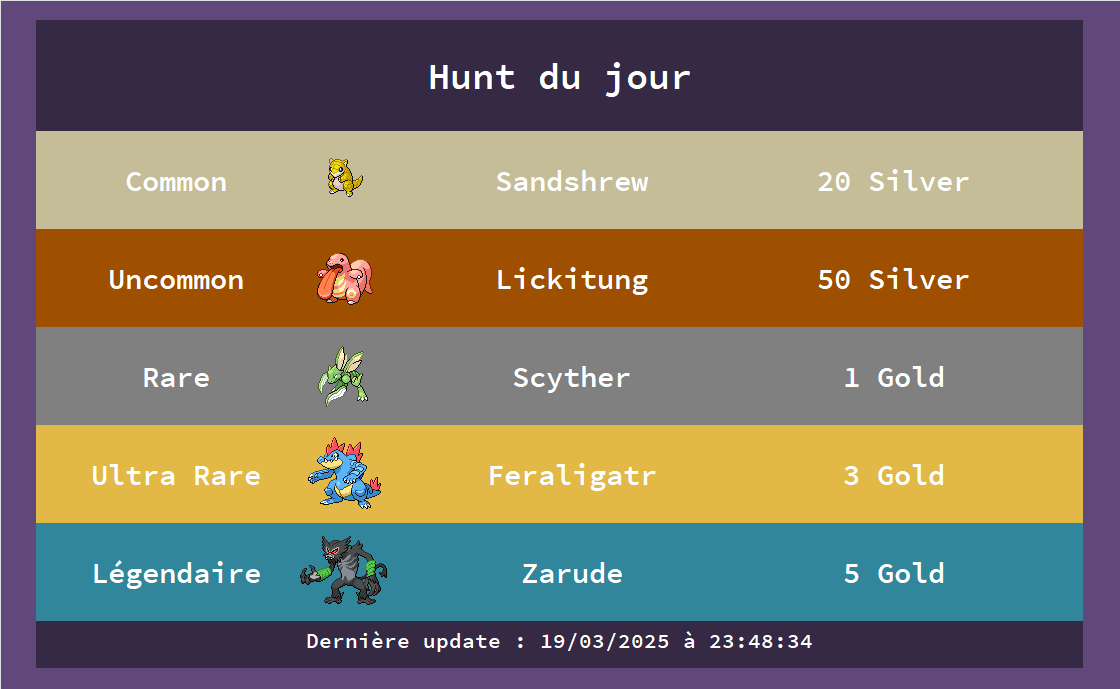 Hunt du jour
Common Sandshrew 20 Silver
Uncommon Lickitung 50 Silver
Rare Scyther 1 Gold
Ultra Rare Feraligatr 3 Gold
Légendaire Zarude 5 Gold
Dernière update : 19/03/2025 à 23:48:34